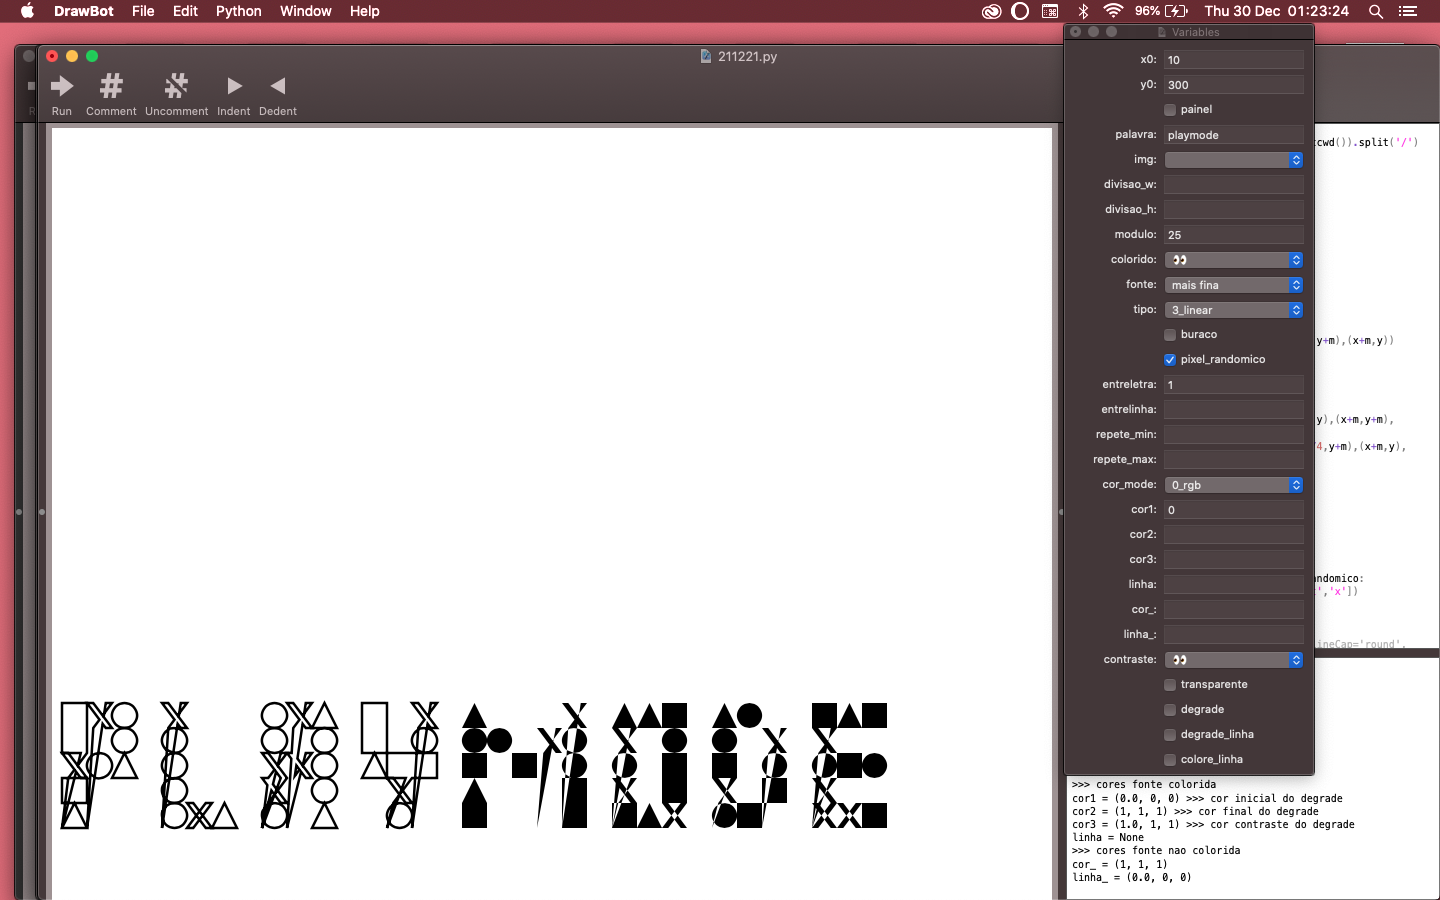 DrawBot File Edit Python Window Help 96% Thu 30 Dec 01:23:24
211221.py
Run Comment Uncomment Indent Dedent
Variables
x0: 10
y0: 300
painel
palavra: playmode
img:
divisao_w:
divisao_h:
modulo: 25
colorido: 👀
fonte: mais fina
tipo: 3_linear
buraco
pixel_randomico
entreletra: 1
entrelinha:
repete_min:
repete_max:
cor_mode: 0_rgb
cor1: 0
cor2:
cor3:
linha:
cor_:
linha_:
contraste: 👀
transparente
degrade
degrade_linha
colore_linha
cwd()).split('/')
y+m),(x+m,y))
y),(x+m,y+m),
4,y+m),(x+m,y),
ndomico:
','x'])
ineCap='round',
PLAYMODE
>>> cores fonte colorida
cor1 = (0.0, 0, 0) >>> cor inicial do degrade
cor2 = (1, 1, 1) >>> cor final do degrade
cor3 = (1.0, 1, 1) >>> cor contraste do degrade
linha = None
>>> cores fonte nao colorida
cor_ = (1, 1, 1)
linha_ = (0.0, 0, 0)